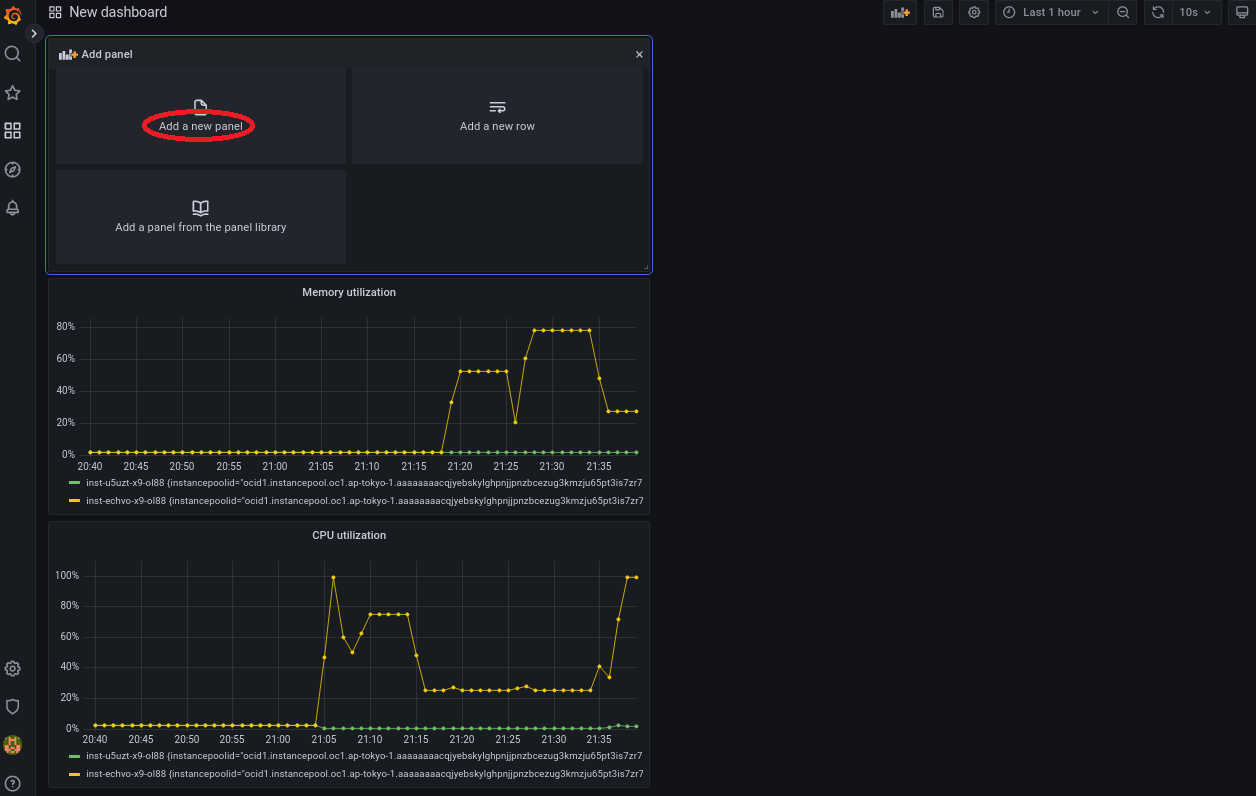 New dashboard
Last 1 hour
10s
Add panel
Add a new panel
Add a new row
Add a panel from the panel library
Memory utilization
80%
60%
40%
20%
0%
20:40 20:45 20:50 20:55 21:00 21:05 21:10 21:15 21:20 21:25 21:30 21:35
inst-u5uzt-x9-ol88 {instancepoolid="ocid1.instancepool.oc1.ap-tokyo-1.aaaaaaaacqjyebskylghpnjjpnzbcezug3kmzju65pt3is7zr7
inst-echvo-x9-ol88 {instancepoolid="ocid1.instancepool.oc1.ap-tokyo-1.aaaaaaaacqjyebskylghpnjjpnzbcezug3kmzju65pt3is7zr7
CPU utilization
100%
80%
60%
40%
20%
0%
20:40 20:45 20:50 20:55 21:00 21:05 21:10 21:15 21:20 21:25 21:30 21:35
inst-u5uzt-x9-ol88 {instancepoolid="ocid1.instancepool.oc1.ap-tokyo-1.aaaaaaaacqjyebskylghpnjjpnzbcezug3kmzju65pt3is7zr7
inst-echvo-x9-ol88 {instancepoolid="ocid1.instancepool.oc1.ap-tokyo-1.aaaaaaaacqjyebskylghpnjjpnzbcezug3kmzju65pt3is7zr7